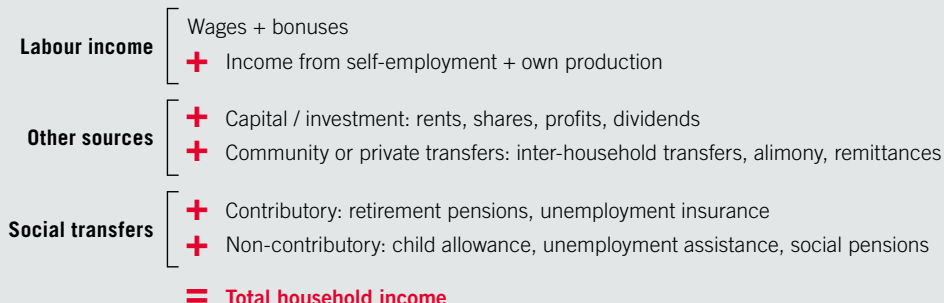 Labour income
Wages + bonuses
+ Income from self-employment + own production
Other sources
+ Capital / investment: rents, shares, profits, dividends
+ Community or private transfers: inter-household transfers, alimony, remittances
Social transfers
+ Contributory: retirement pensions, unemployment insurance
+ Non-contributory: child allowance, unemployment assistance, social pensions
= Total household income